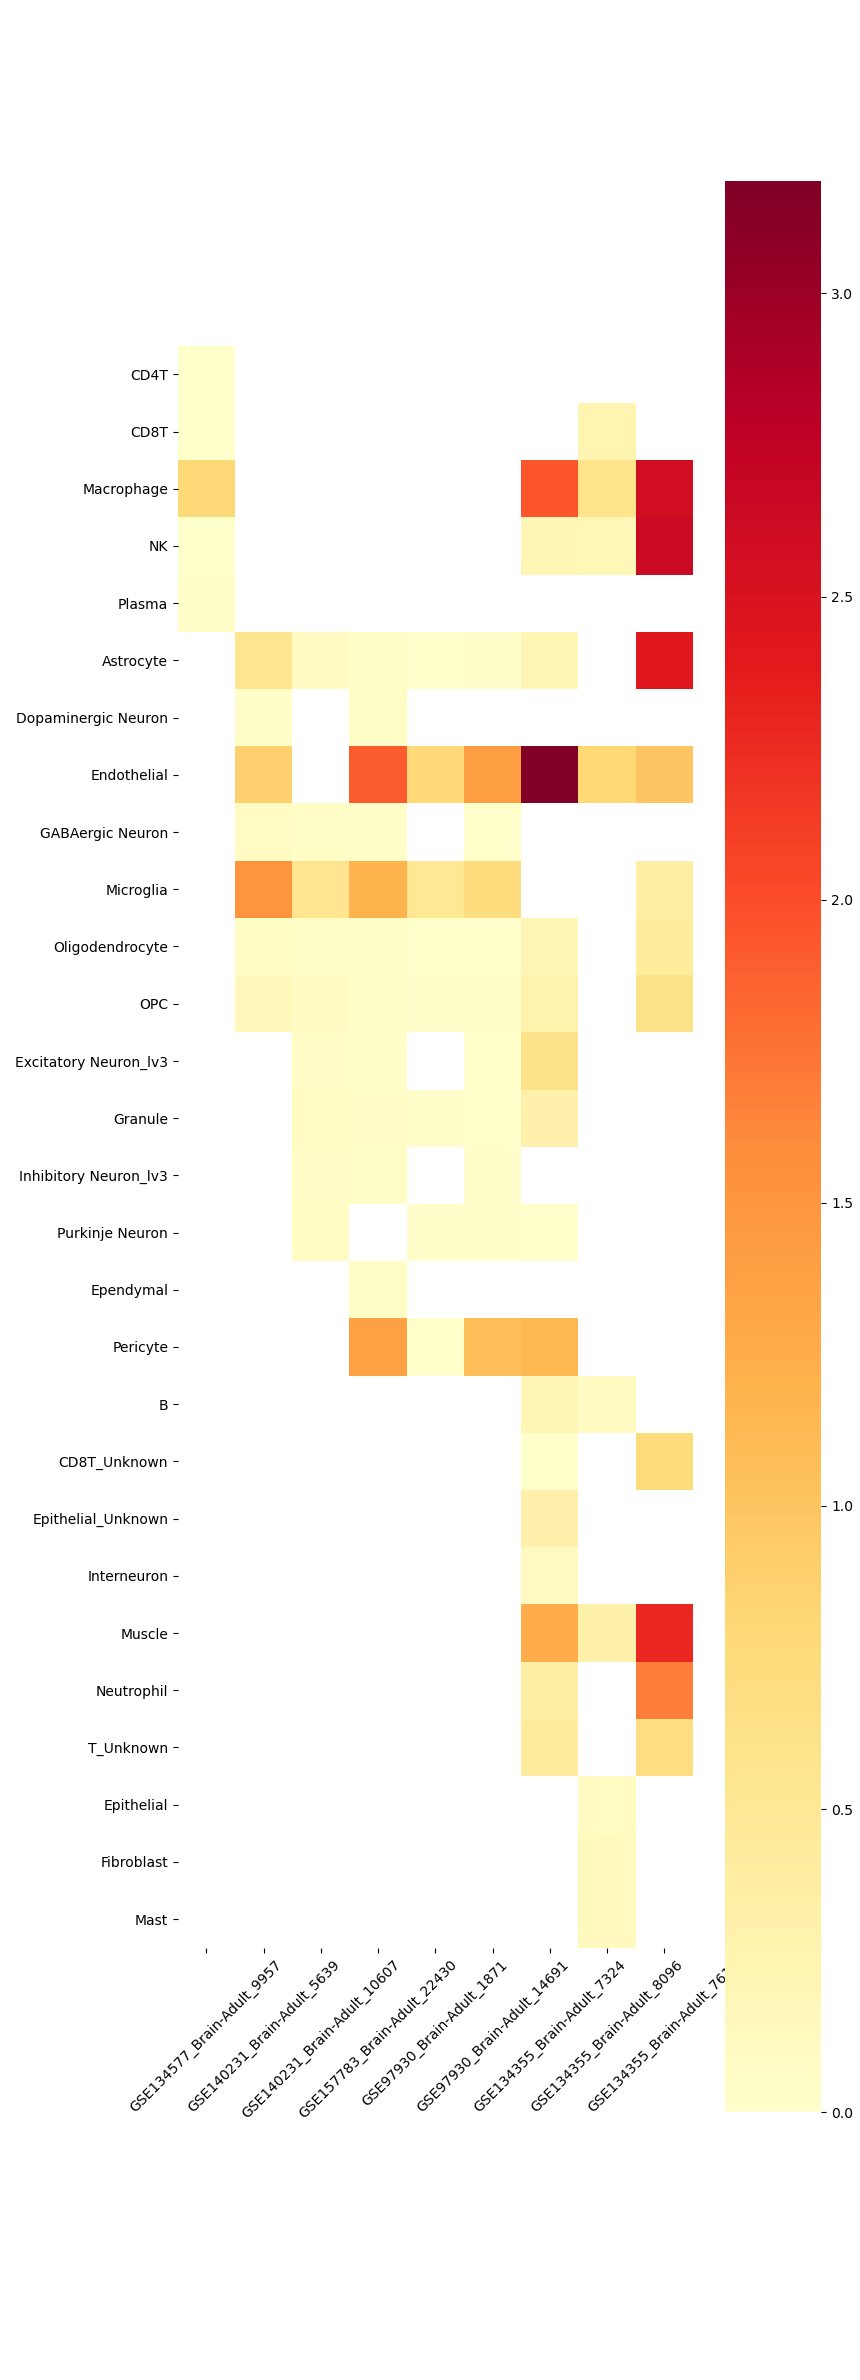 CD4T
CD8T
Macrophage
NK
Plasma
Astrocyte
Dopaminergic Neuron
Endothelial
GABAergic Neuron
Microglia
Oligodendrocyte
OPC
Excitatory Neuron_lv3
Granule
Inhibitory Neuron_lv3
Purkinje Neuron
Ependymal
Pericyte
B
CD8T_Unknown
Epithelial_Unknown
Interneuron
Muscle
Neutrophil
T_Unknown
Epithelial
Fibroblast
Mast
GSE134577_Brain-Adult_9957
GSE140231_Brain-Adult_5639
GSE140231_Brain-Adult_10607
GSE157783_Brain-Adult_22430
GSE97930_Brain-Adult_1871
GSE97930_Brain-Adult_14691
GSE134355_Brain-Adult_7324
GSE134355_Brain-Adult_8096
3.0
2.5
2.0
1.5
1.0
0.5
0.0